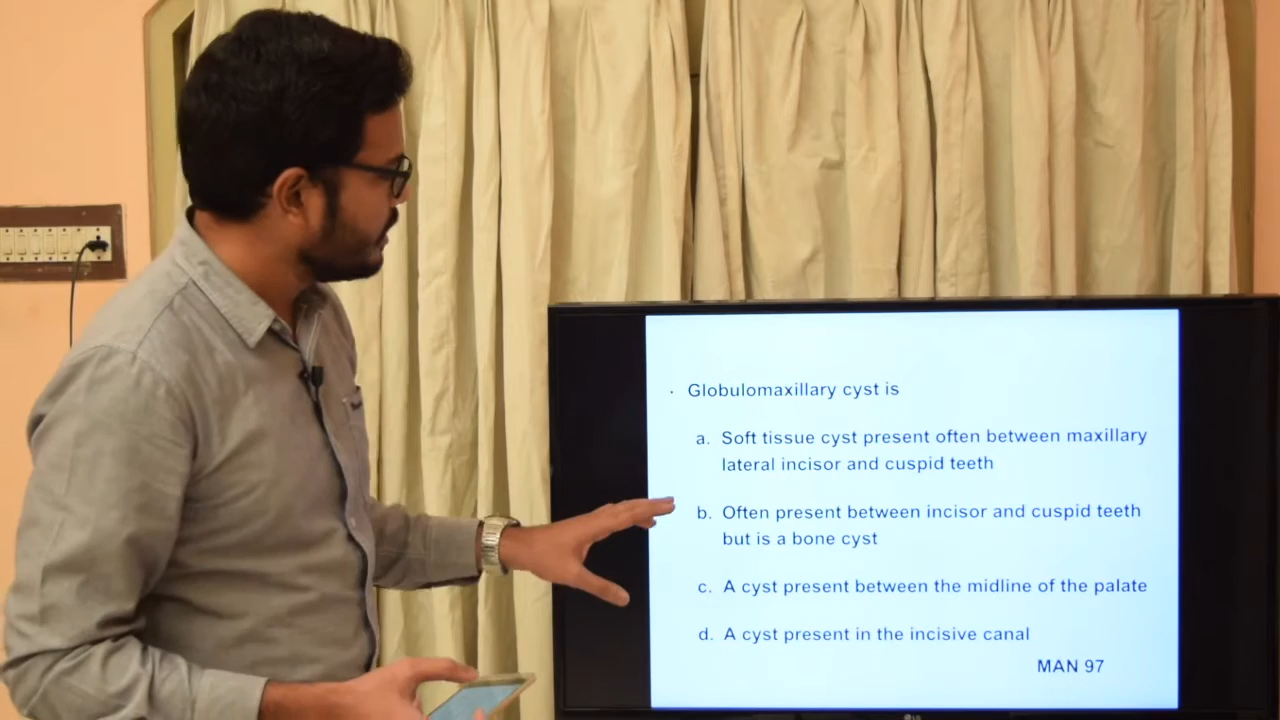 · Globulomaxillary cyst is
a. Soft tissue cyst present often between maxillary
lateral incisor and cuspid teeth
b. Often present between incisor and cuspid teeth
but is a bone cyst
c. A cyst present between the midline of the palate
d. A cyst present in the incisive canal
MAN 97
LG